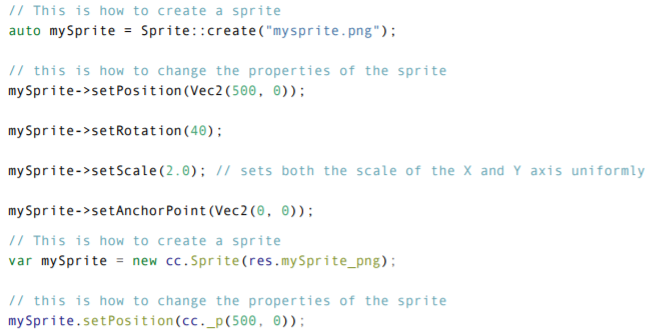 // This is how to create a sprite
auto mySprite = Sprite::create("mysprite.png");
// this is how to change the properties of the sprite
mySprite->setPosition(Vec2(500, 0));
mySprite->setRotation(40);
mySprite->setScale(2.0); // sets both the scale of the X and Y axis uniformly
mySprite->setAnchorPoint(Vec2(0, 0));
// This is how to create a sprite
var mySprite = new cc.Sprite(res.mySprite_png);
// this is how to change the properties of the sprite
mySprite.setPosition(cc._p(500, 0));